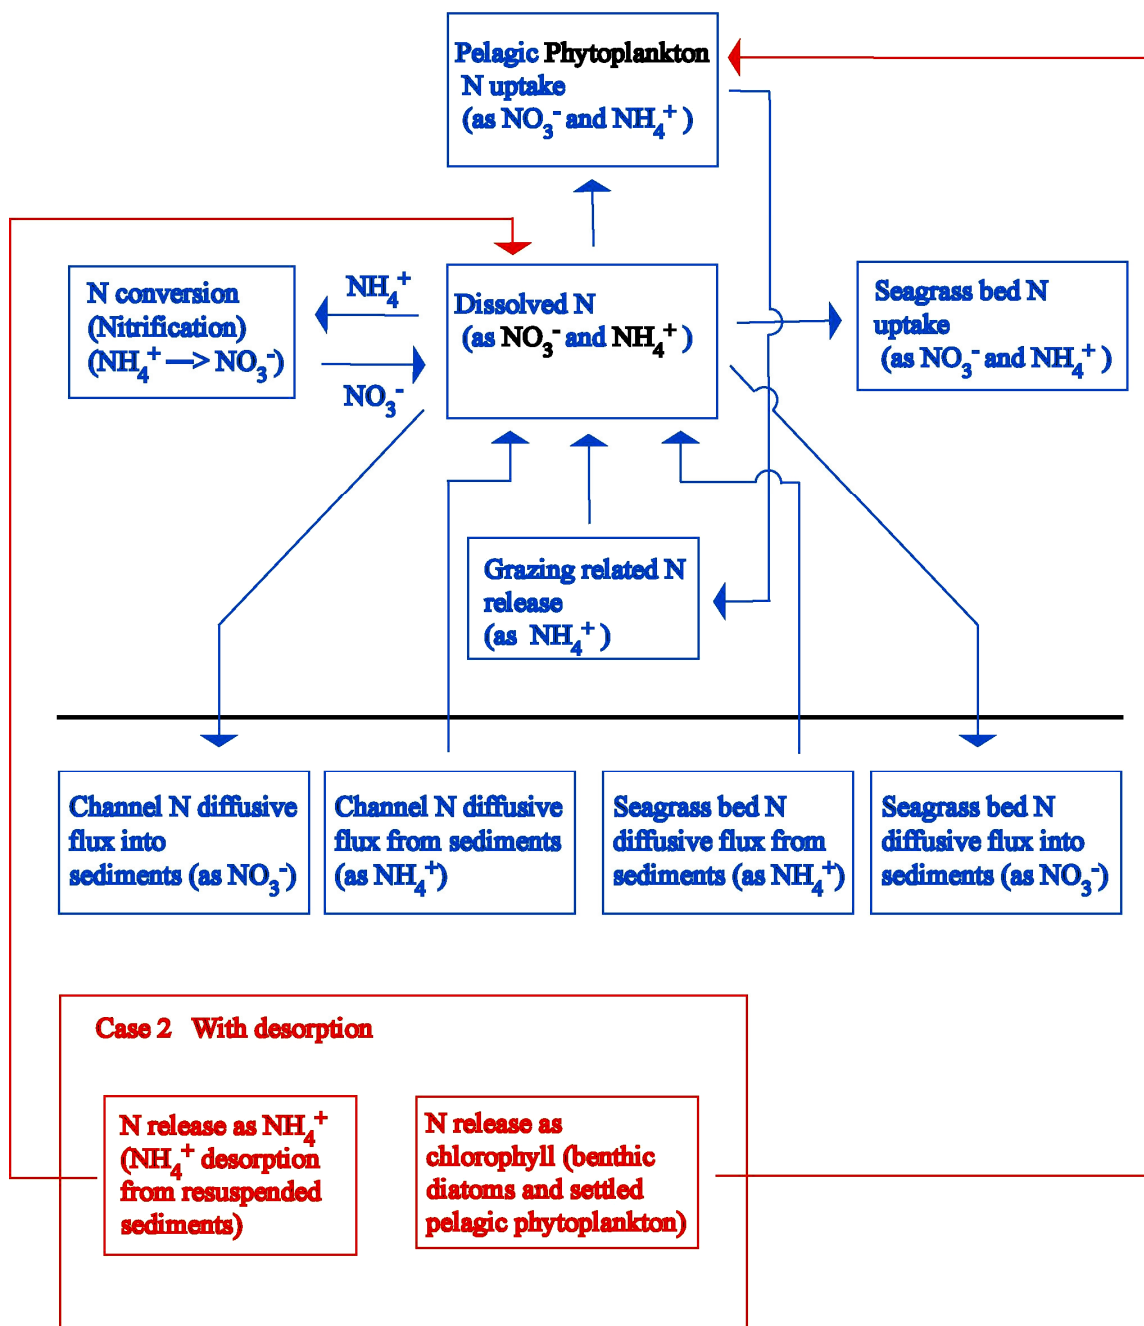 Pelagic Phytoplankton
N uptake
(as NO₃⁻ and NH₄⁺ )
N conversion
(Nitrification)
(NH₄⁺ —> NO₃⁻)
NH₄⁺
NO₃⁻
Dissolved N
(as NO₃⁻ and NH₄⁺ )
Seagrass bed N
uptake
(as NO₃⁻ and NH₄⁺ )
Grazing related N
release
(as NH₄⁺ )
Channel N diffusive
flux into
sediments (as NO₃⁻)
Channel N diffusive
flux from sediments
(as NH₄⁺)
Seagrass bed N
diffusive flux from
sediments (as NH₄⁺)
Seagrass bed N
diffusive flux into
sediments (as NO₃⁻)
Case 2 With desorption
N release as NH₄⁺
(NH₄⁺ desorption
from resuspended
sediments)
N release as
chlorophyll (benthic
diatoms and settled
pelagic phytoplankton)